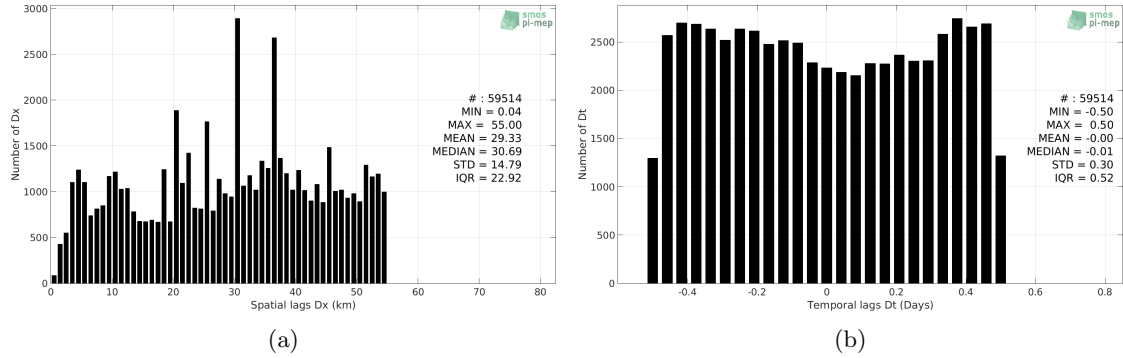 3000
2500
2000
1500
1000
500
0
Number of Dx
0 10 20 30 40 50 60 70 80
Spatial lags Dx (km)
smos
pi-mep
# : 59514
MIN = 0.04
MAX = 55.00
MEAN = 29.33
MEDIAN = 30.69
STD = 14.79
IQR = 22.92
(a)
2500
2000
1500
1000
500
0
Number of Dt
-0.4 -0.2 0 0.2 0.4 0.6 0.8
Temporal lags Dt (Days)
smos
pi-mep
# : 59514
MIN = -0.50
MAX = 0.50
MEAN = -0.00
MEDIAN = -0.01
STD = 0.30
IQR = 0.52
(b)